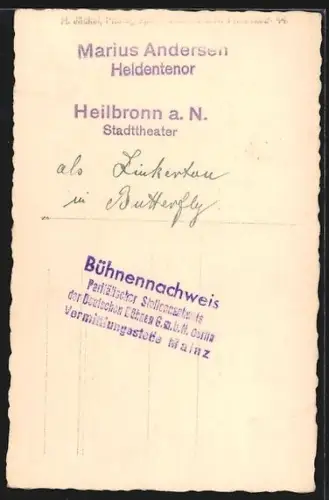 Marius Andersen
Heldentenor
Heilbronn a. N.
Stadttheater
als Linkerton
in Butterfly.
Bühnennachweis
Paritätischer Stellennachweis
der Deutschen Bühnen G.m.b.H.
Vermittlungsstelle Mainz